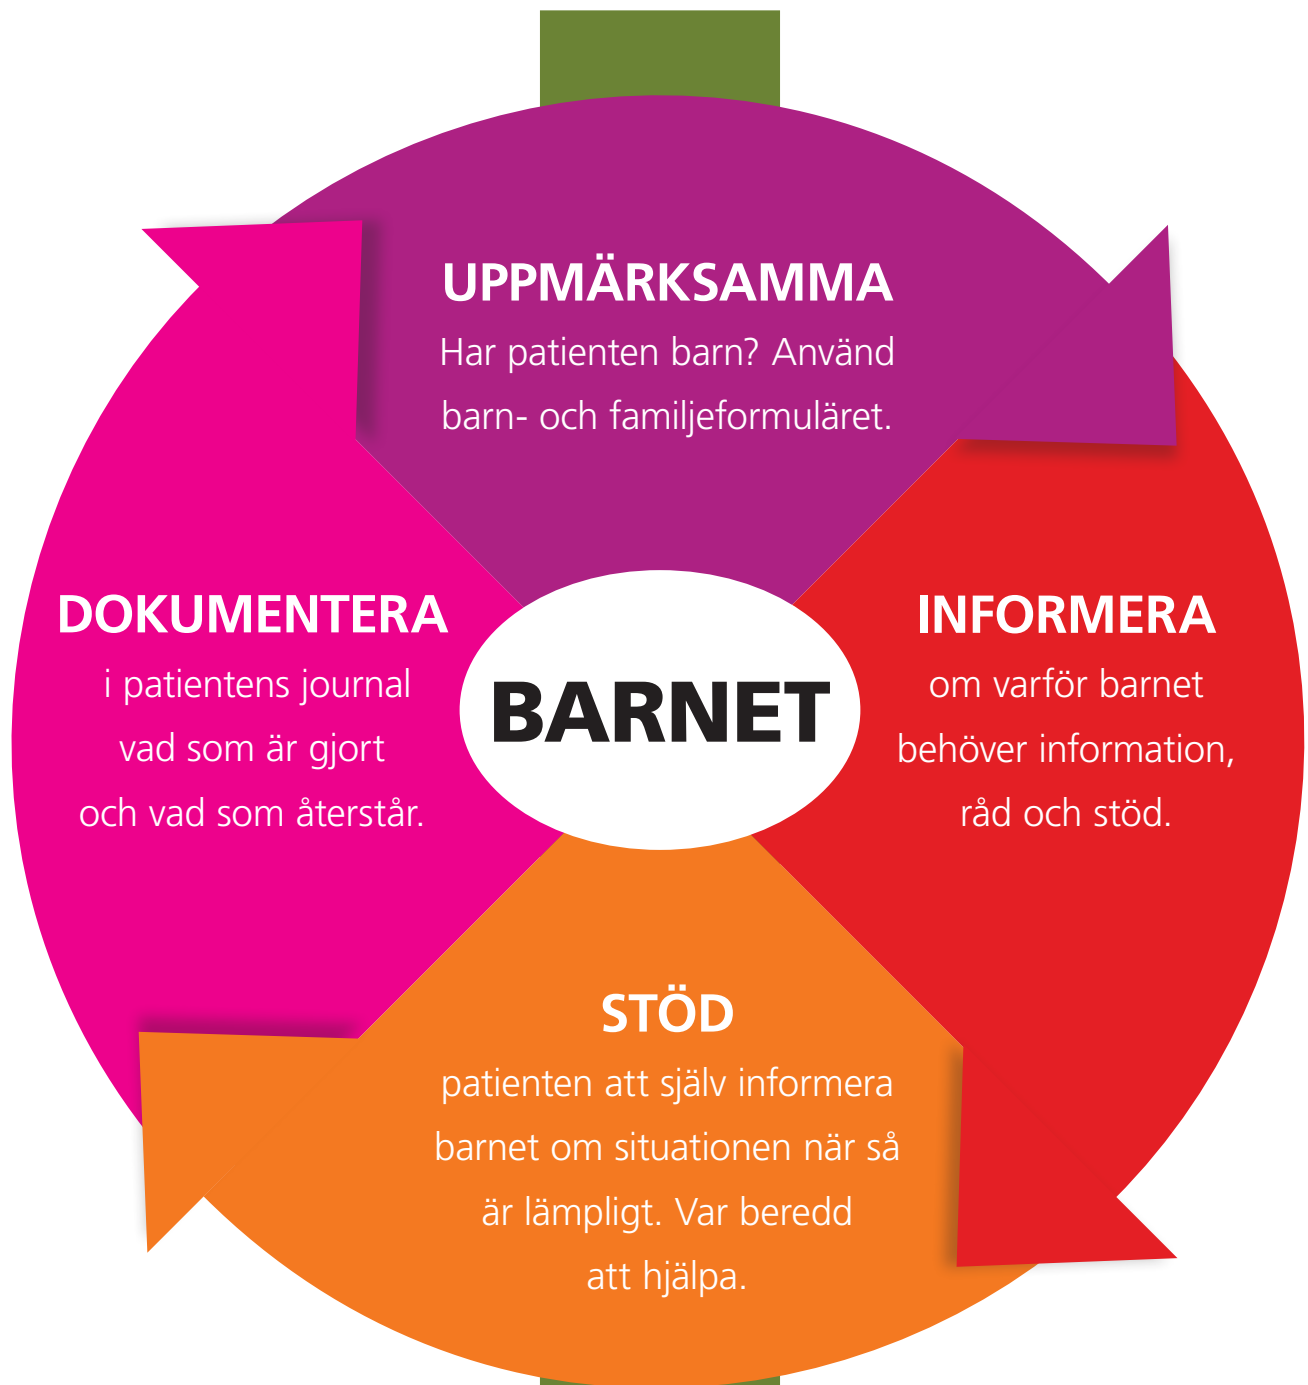 UPPMÄRKSAMMA
Har patienten barn? Använd
barn- och familjeformuläret.
INFORMERA
om varför barnet
behöver information,
råd och stöd.
STÖD
patienten att själv informera
barnet om situationen när så
är lämpligt. Var beredd
att hjälpa.
DOKUMENTERA
i patientens journal
vad som är gjort
och vad som återstår.
BARNET